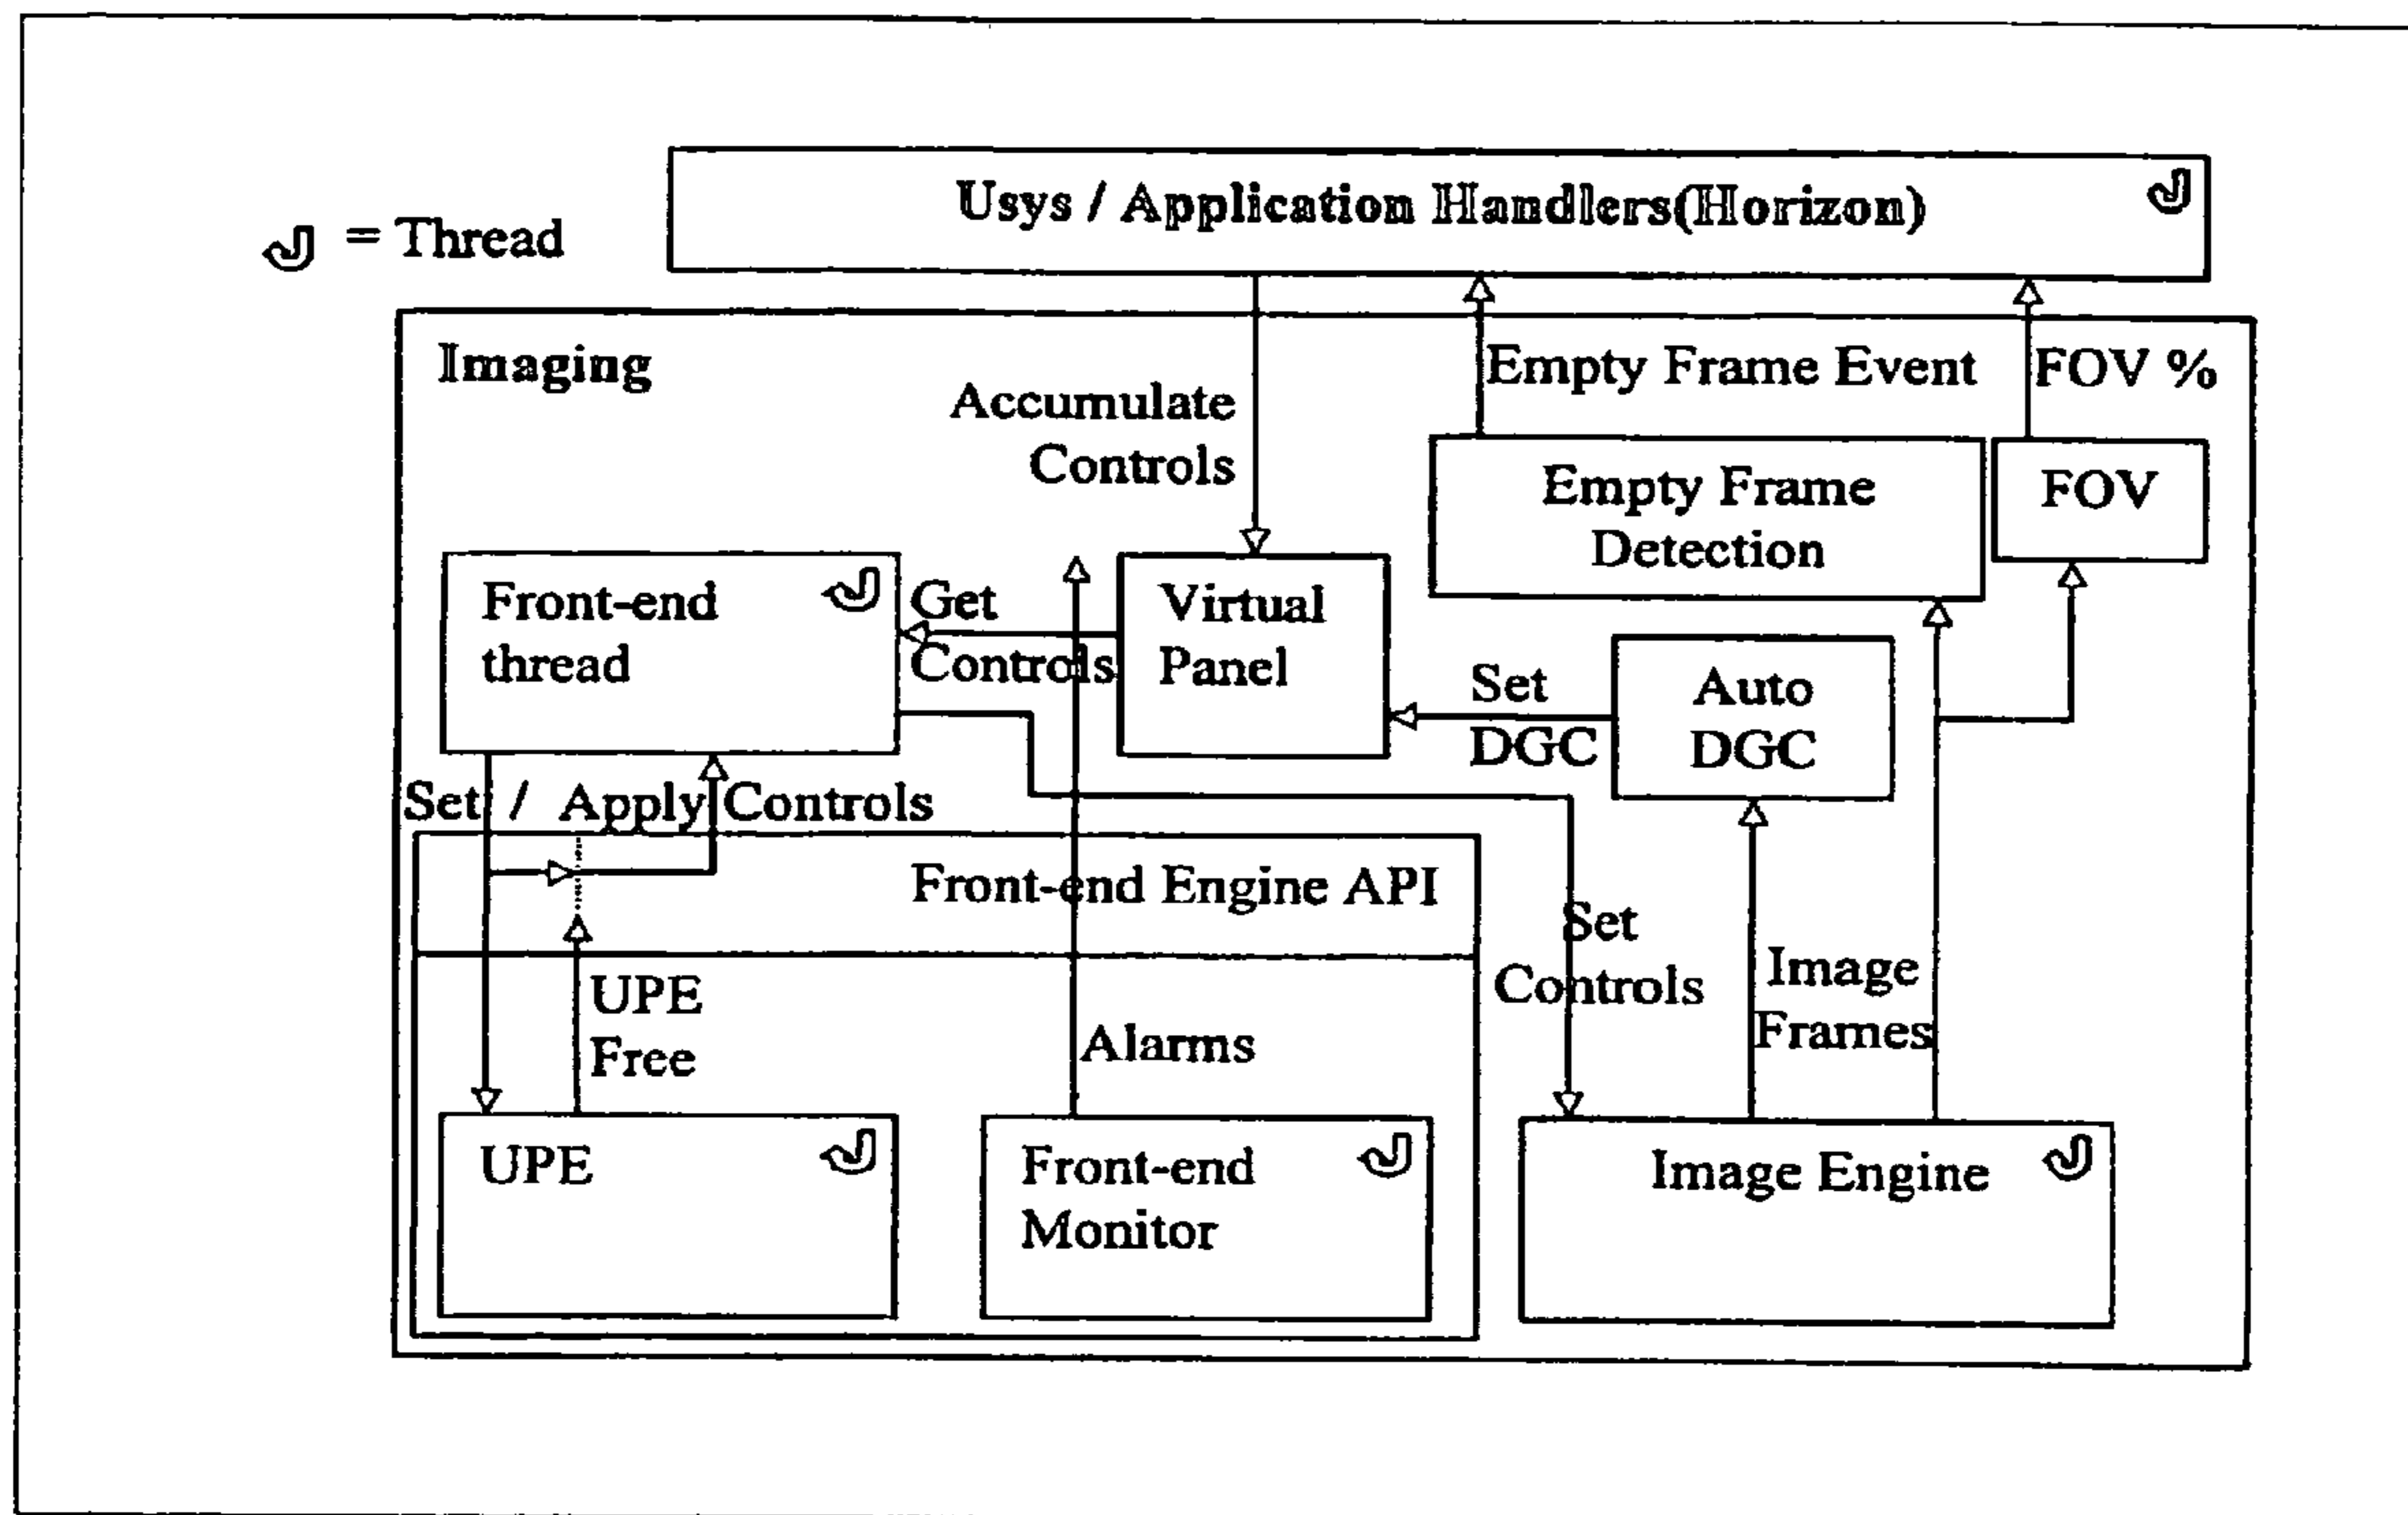 Usys / Application Handlers(Horizon)
= Thread
Imaging
Empty Frame Event
FOV %
Accumulate
Controls
Empty Frame
Detection
FOV
Front-end
thread
Get
Controls
Virtual
Panel
Set
DGC
Auto
DGC
Set / Apply Controls
Front-end Engine API
Set
Controls
Image
Frames
UPE
Free
Alarms
UPE
Front-end
Monitor
Image Engine